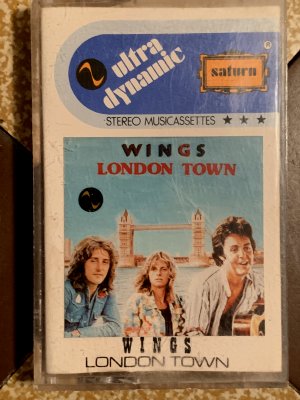 ultra
dynamic
saturn
®
STEREO MUSICASSETTES ★ ★ ★
WINGS
LONDON TOWN
WINGS
LONDON TOWN